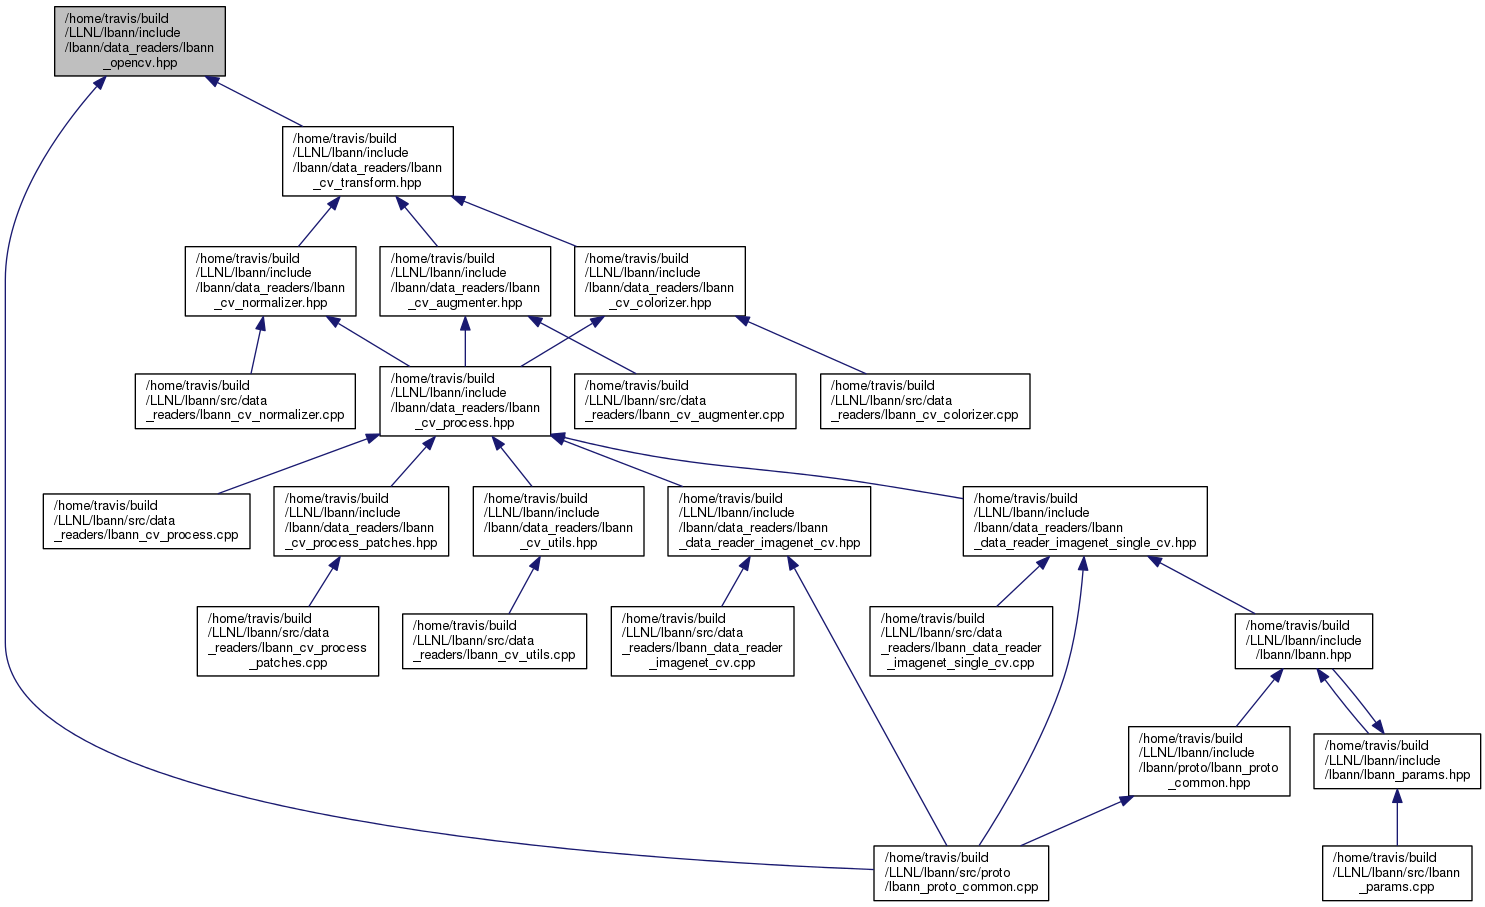 /home/travis/build
/LLNL/lbann/include
/lbann/data_readers/lbann
_opencv.hpp
/home/travis/build
/LLNL/lbann/include
/lbann/data_readers/lbann
_cv_transform.hpp
/home/travis/build
/LLNL/lbann/include
/lbann/data_readers/lbann
_cv_normalizer.hpp
/home/travis/build
/LLNL/lbann/include
/lbann/data_readers/lbann
_cv_augmenter.hpp
/home/travis/build
/LLNL/lbann/include
/lbann/data_readers/lbann
_cv_colorizer.hpp
/home/travis/build
/LLNL/lbann/src/data
_readers/lbann_cv_normalizer.cpp
/home/travis/build
/LLNL/lbann/include
/lbann/data_readers/lbann
_cv_process.hpp
/home/travis/build
/LLNL/lbann/src/data
_readers/lbann_cv_augmenter.cpp
/home/travis/build
/LLNL/lbann/src/data
_readers/lbann_cv_colorizer.cpp
/home/travis/build
/LLNL/lbann/src/data
_readers/lbann_cv_process.cpp
/home/travis/build
/LLNL/lbann/include
/lbann/data_readers/lbann
_cv_process_patches.hpp
/home/travis/build
/LLNL/lbann/include
/lbann/data_readers/lbann
_cv_utils.hpp
/home/travis/build
/LLNL/lbann/include
/lbann/data_readers/lbann
_data_reader_imagenet_cv.hpp
/home/travis/build
/LLNL/lbann/include
/lbann/data_readers/lbann
_data_reader_imagenet_single_cv.hpp
/home/travis/build
/LLNL/lbann/src/data
_readers/lbann_cv_process
_patches.cpp
/home/travis/build
/LLNL/lbann/src/data
_readers/lbann_cv_utils.cpp
/home/travis/build
/LLNL/lbann/src/data
_readers/lbann_data_reader
_imagenet_cv.cpp
/home/travis/build
/LLNL/lbann/src/data
_readers/lbann_data_reader
_imagenet_single_cv.cpp
/home/travis/build
/LLNL/lbann/include
/lbann/lbann.hpp
/home/travis/build
/LLNL/lbann/include
/lbann/proto/lbann_proto
_common.hpp
/home/travis/build
/LLNL/lbann/include
/lbann/lbann_params.hpp
/home/travis/build
/LLNL/lbann/src/proto
/lbann_proto_common.cpp
/home/travis/build
/LLNL/lbann/src/lbann
_params.cpp